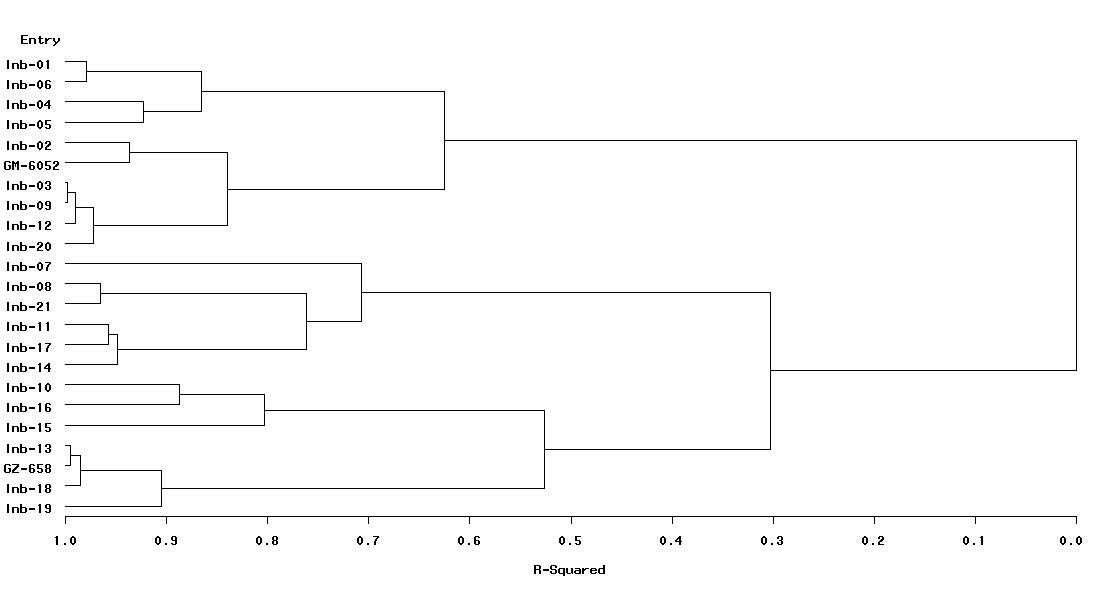 Entry
Inb-01
Inb-06
Inb-04
Inb-05
Inb-02
GM-6052
Inb-03
Inb-09
Inb-12
Inb-20
Inb-07
Inb-08
Inb-21
Inb-11
Inb-17
Inb-14
Inb-10
Inb-16
Inb-15
Inb-13
GZ-658
Inb-18
Inb-19
1.0 0.9 0.8 0.7 0.6 0.5 0.4 0.3 0.2 0.1 0.0
R-Squared